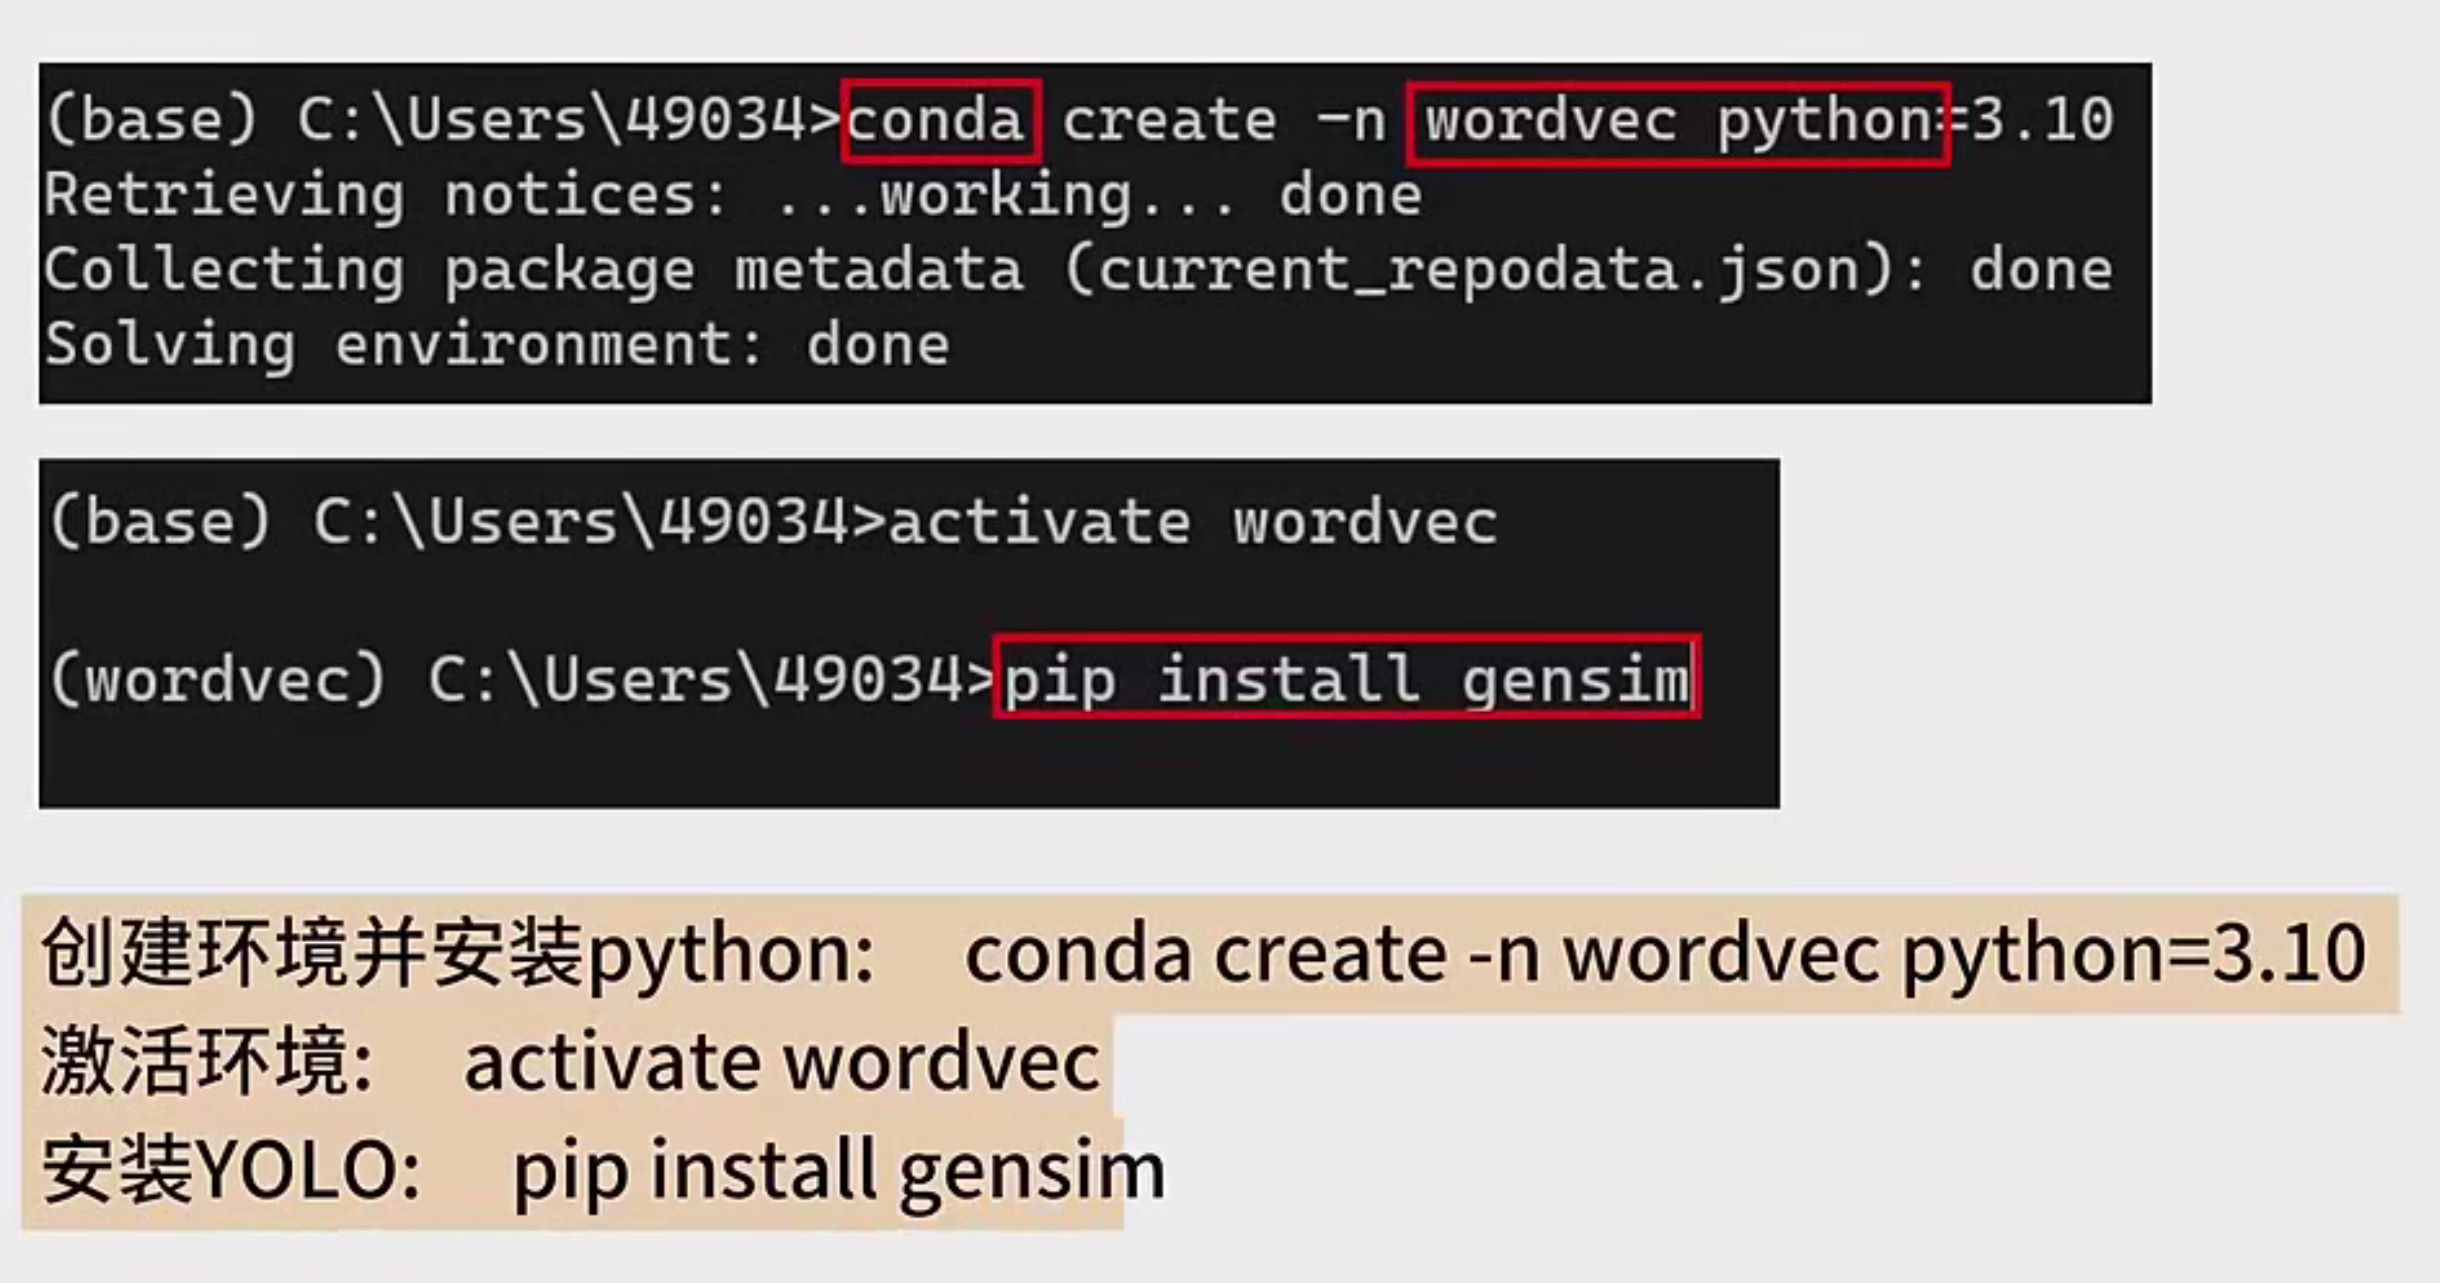 (base) C:\Users\49034>conda create -n wordvec python=3.10
Retrieving notices: ...working... done
Collecting package metadata (current_repodata.json): done
Solving environment: done
(base) C:\Users\49034>activate wordvec
(wordvec) C:\Users\49034>pip install gensim
创建环境并安装python: conda create -n wordvec python=3.10
激活环境: activate wordvec
安装YOLO: pip install gensim